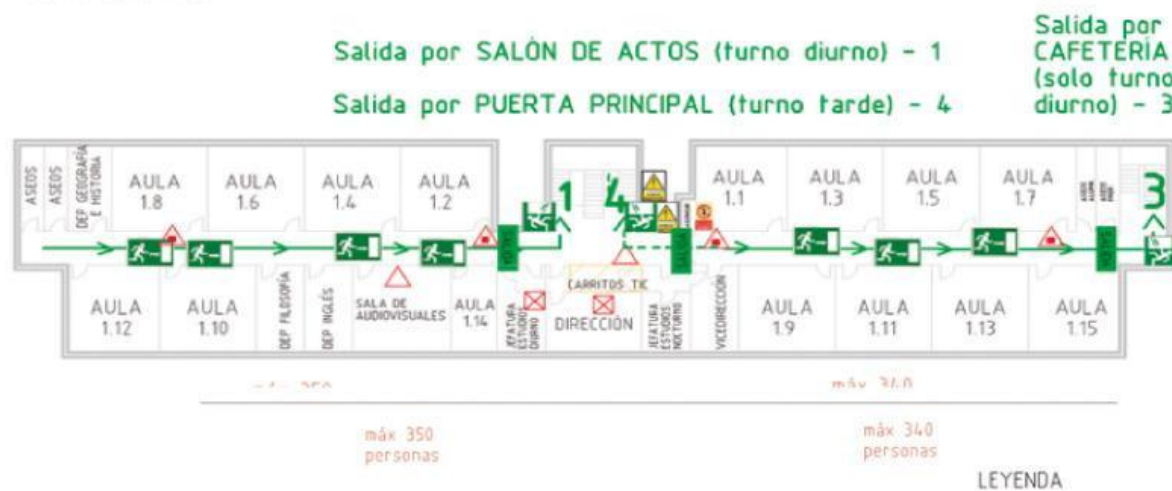 Salida por SALÓN DE ACTOS (turno diurno) - 1
Salida por PUERTA PRINCIPAL (turno tarde) - 4
Salida por
CAFETERÍA
(solo turno
diurno) - 3
ASEOS
ASEOS
DEP GEOGRAFÍA
E HISTORIA
AULA
1.8
AULA
1.6
AULA
1.4
AULA
1.2
1
4
AULA
1.1
AULA
1.3
AULA
1.5
AULA
1.7
3
AULA
1.12
AULA
1.10
DEP FILOSOFÍA
DEP INGLÉS
SALA DE
AUDIOVISUALES
AULA
1.14
JEFATURA
ESTUDIOS
DIURNO
CARRITOS TIC
DIRECCIÓN
JEFATURA
ESTUDIOS
NOCTURNO
VICEDIRECCIÓN
AULA
1.9
AULA
1.11
AULA
1.13
AULA
1.15
máx 340
máx 350
personas
máx 340
personas
LEYENDA